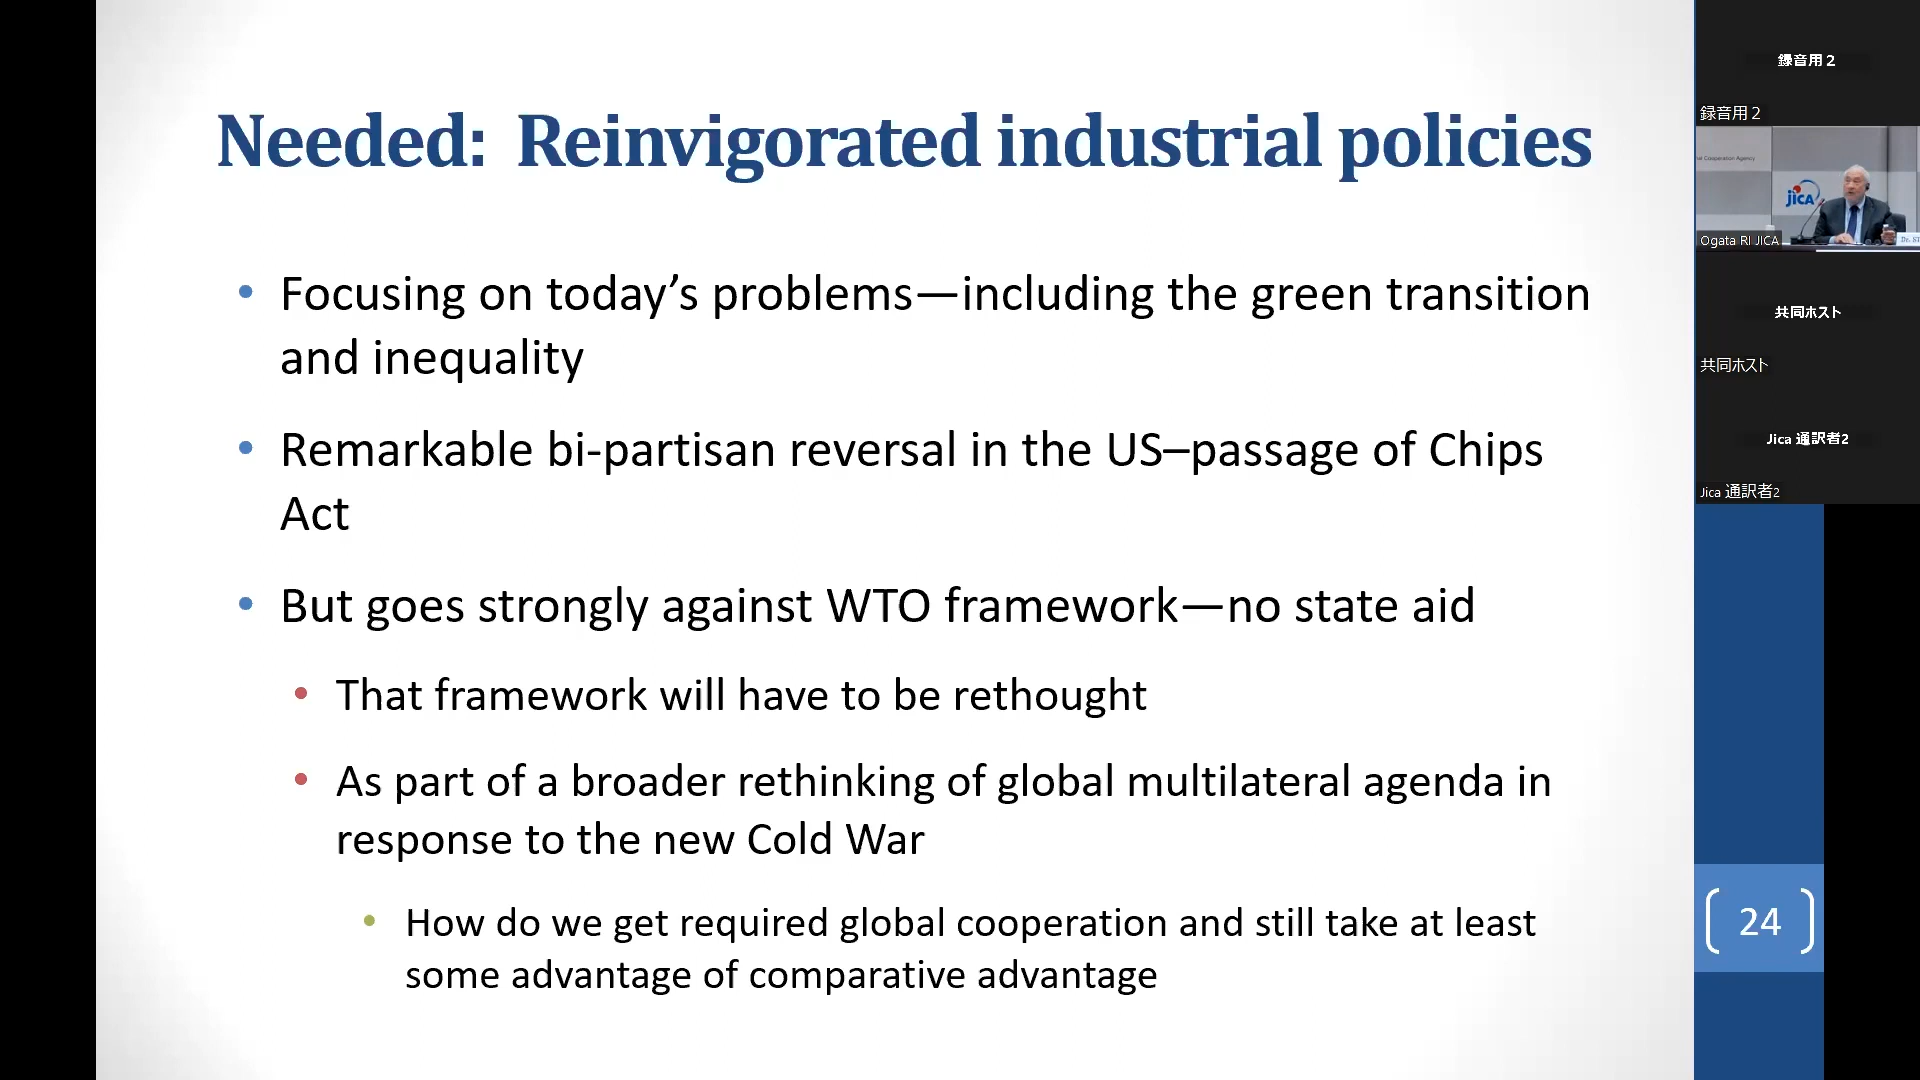 Needed: Reinvigorated industrial policies
• Focusing on today’s problems—including the green transition
and inequality
• Remarkable bi-partisan reversal in the US–passage of Chips
Act
• But goes strongly against WTO framework—no state aid
• That framework will have to be rethought
• As part of a broader rethinking of global multilateral agenda in
response to the new Cold War
• How do we get required global cooperation and still take at least
some advantage of comparative advantage
24
録音用2
録音用2
Cooperation Agency
jica
Ogata RI JICA
Dr.
共同ホスト
共同ホスト
Jica 通訳者2
Jica 通訳者2